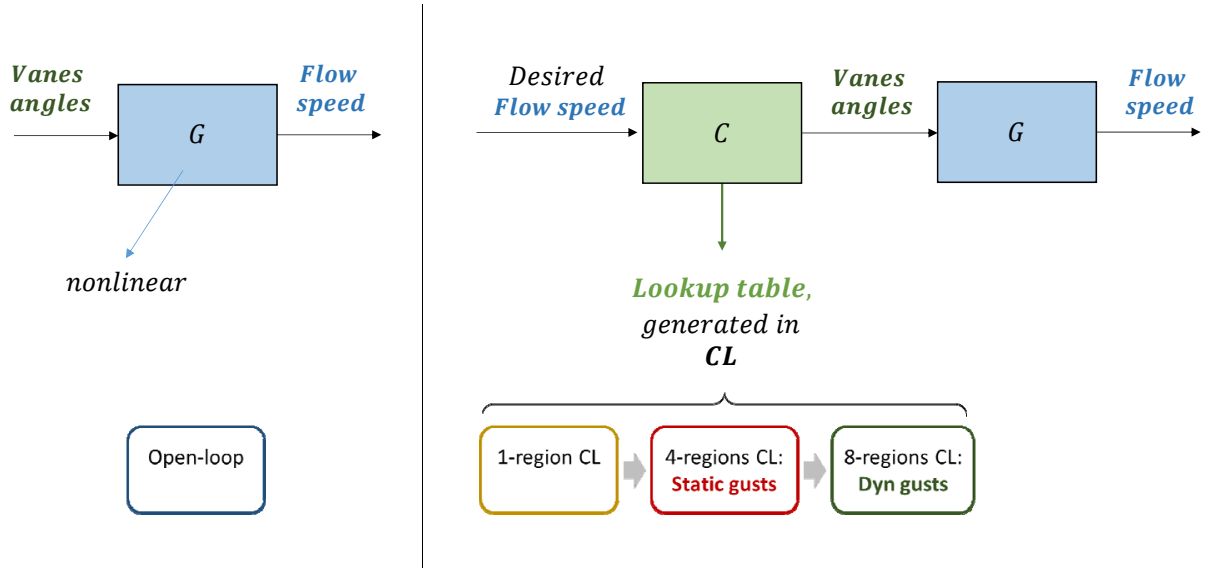 Vanes
angles
G
Flow
speed
nonlinear
Open-loop
Desired
Flow speed
C
Vanes
angles
G
Flow
speed
Lookup table,
generated in
CL
1-region CL
4-regions CL:
Static gusts
8-regions CL:
Dyn gusts